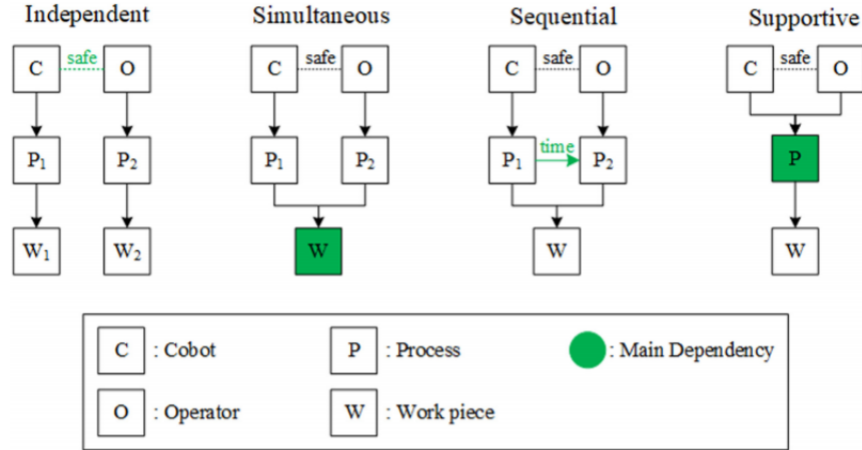 Independent Simultaneous Sequential Supportive
C safe O C safe O C safe O C safe O
P₁ P₂ P₁ P₂ P₁ time P₂ P
W₁ W₂ W W W
C : Cobot P : Process : Main Dependency
O : Operator W : Work piece